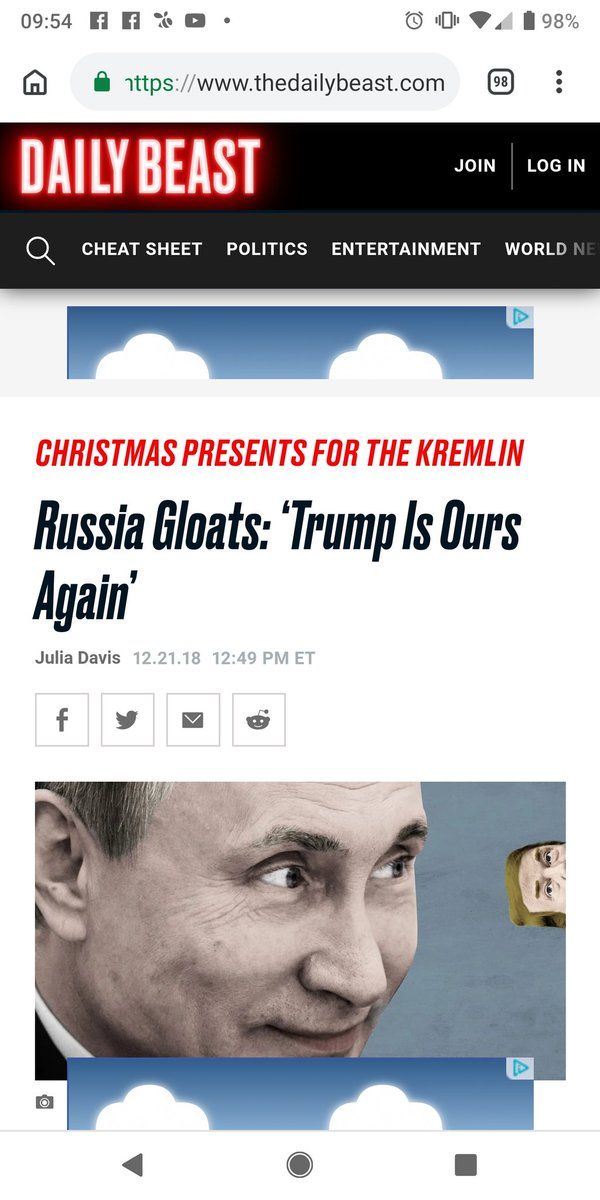 09:54
98%
https://www.thedailybeast.com
98
DAILY BEAST
JOIN
LOG IN
CHEAT SHEET POLITICS ENTERTAINMENT WORLD NE
CHRISTMAS PRESENTS FOR THE KREMLIN
Russia Gloats: ‘Trump Is Ours
Again’
Julia Davis 12.21.18 12:49 PM ET